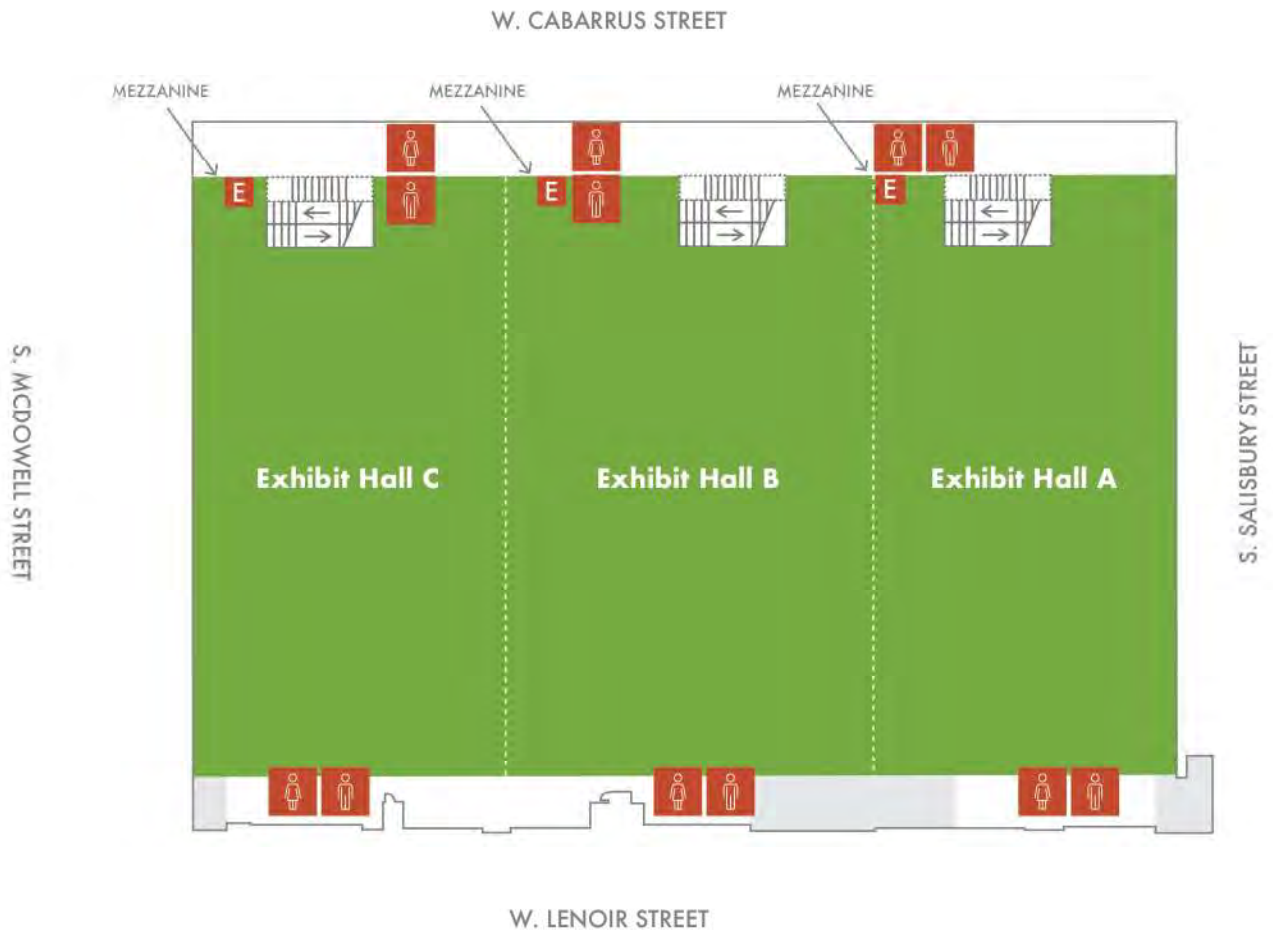 W. CABARRUS STREET
MEZZANINE
MEZZANINE
MEZZANINE
E
E
E
S. MCDOWELL STREET
Exhibit Hall C
Exhibit Hall B
Exhibit Hall A
S. SALISBURY STREET
W. LENOIR STREET